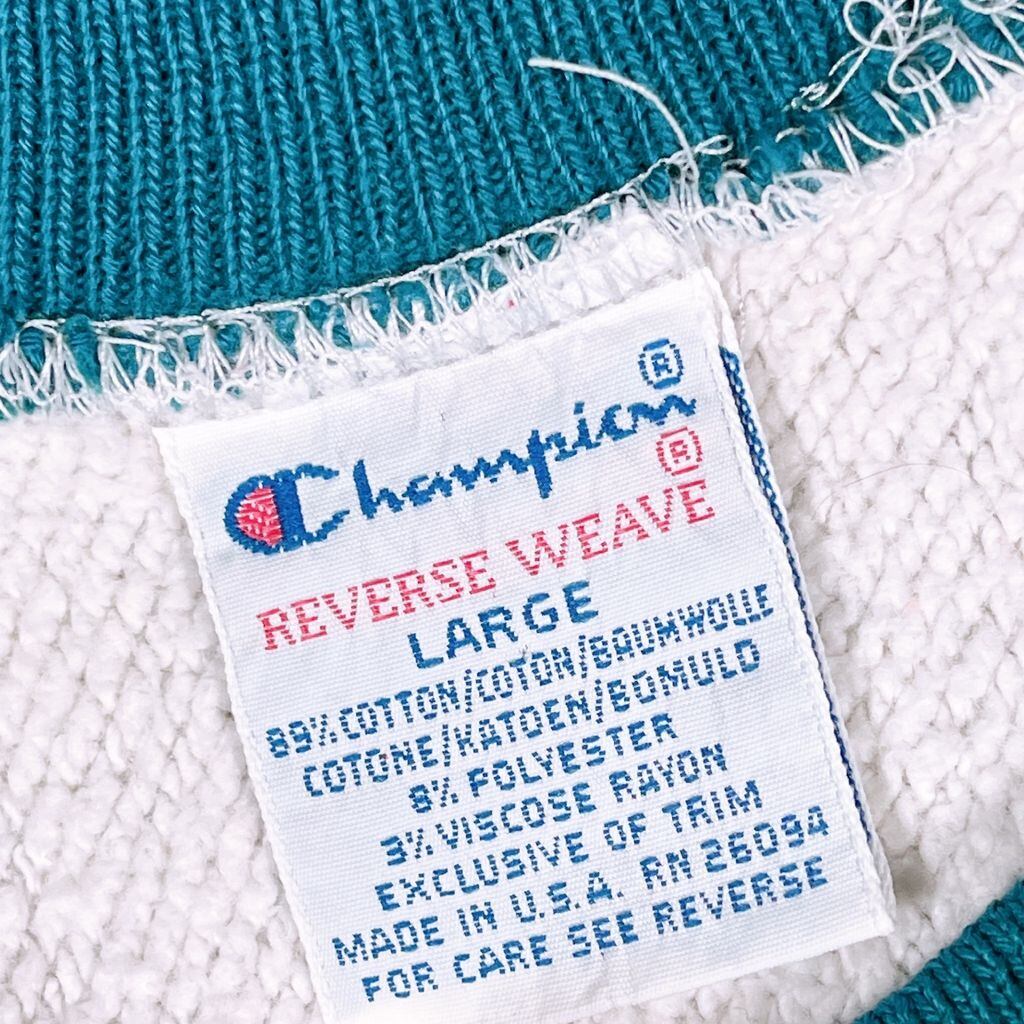 Champion®
REVERSE WEAVE®
LARGE
89% COTTON/COTON/BAUMWOLLE
COTONE/KATOEN/BOMULD
8% POLYESTER
3% VISCOSE RAYON
EXCLUSIVE OF TRIM
MADE IN U.S.A. RN 26094
FOR CARE SEE REVERSE